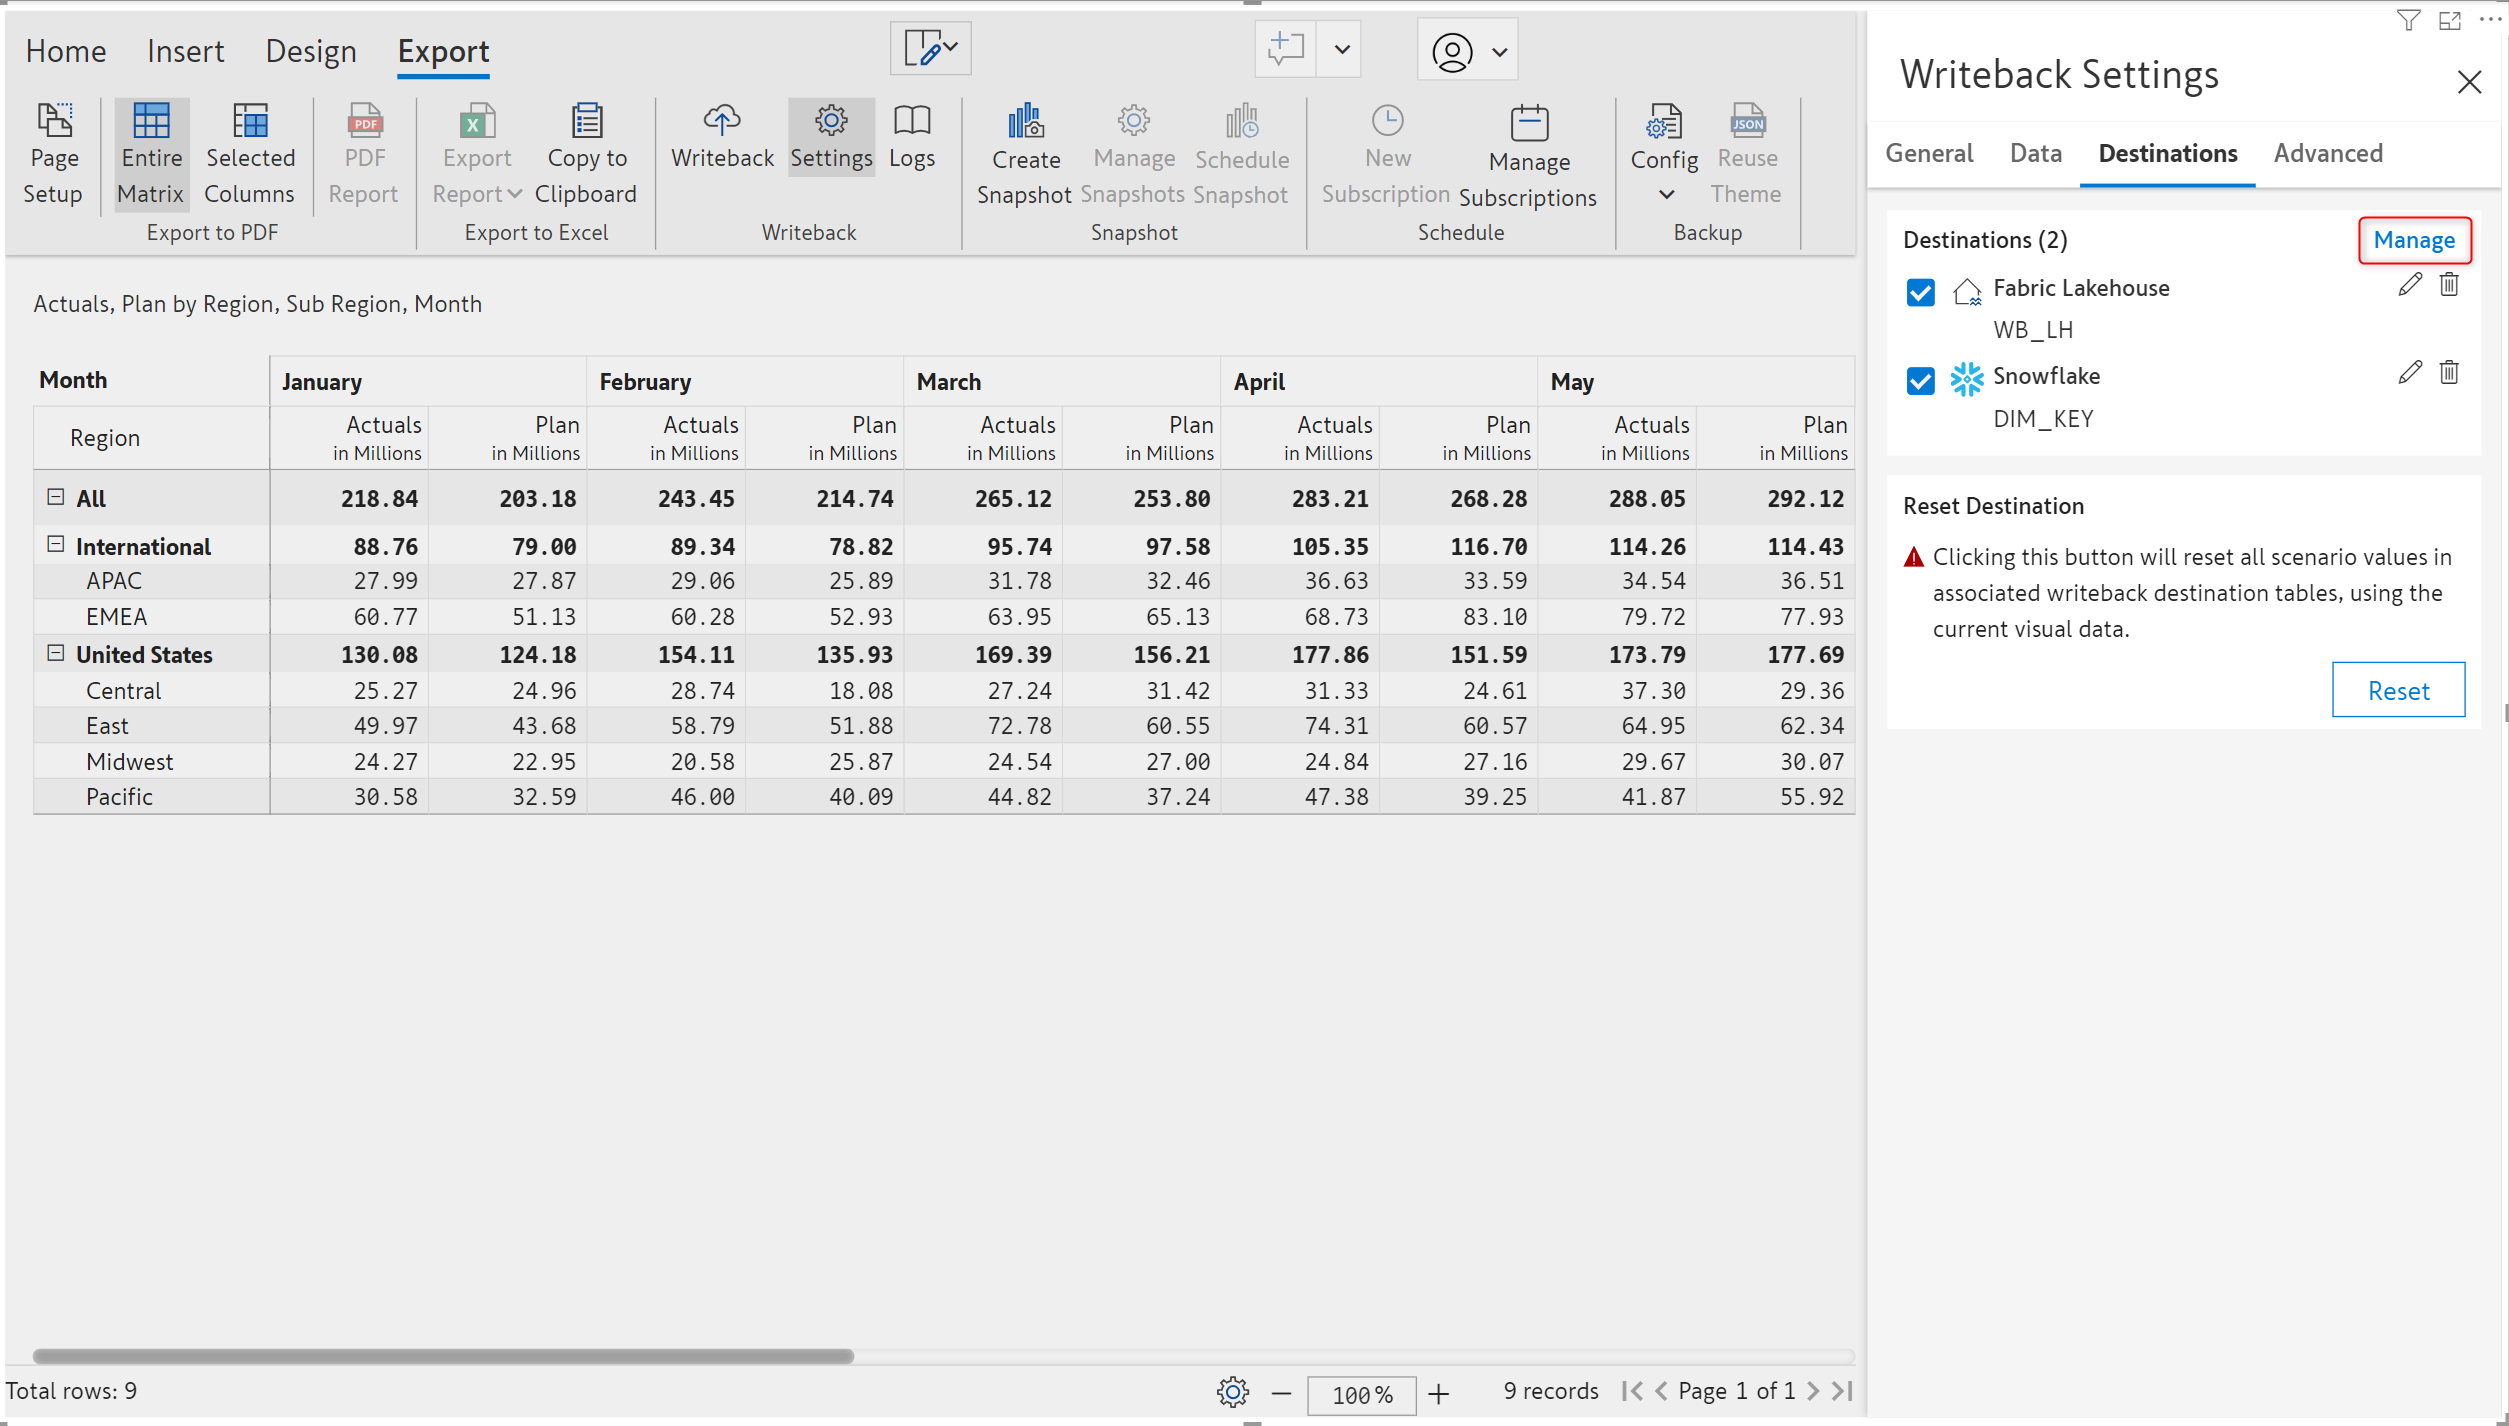 Home Insert Design Export
Page Setup
Entire Matrix
Selected Columns
PDF Report
Export to PDF
Export Report
Copy to Clipboard
Export to Excel
Writeback
Settings
Logs
Writeback
Create Snapshot
Manage Snapshots
Schedule Snapshot
Snapshot
New Subscription
Manage Subscriptions
Schedule
Config
JSON
Reuse Theme
Backup
Actuals, Plan by Region, Sub Region, Month
Month January February March April May
Region Actuals Plan Actuals Plan Actuals Plan Actuals Plan Actuals Plan
in Millions in Millions in Millions in Millions in Millions in Millions in Millions in Millions in Millions in Millions
All 218.84 203.18 243.45 214.74 265.12 253.80 283.21 268.28 288.05 292.12
International 88.76 79.00 89.34 78.82 95.74 97.58 105.35 116.70 114.26 114.43
APAC 27.99 27.87 29.06 25.89 31.78 32.46 36.63 33.59 34.54 36.51
EMEA 60.77 51.13 60.28 52.93 63.95 65.13 68.73 83.10 79.72 77.93
United States 130.08 124.18 154.11 135.93 169.39 156.21 177.86 151.59 173.79 177.69
Central 25.27 24.96 28.74 18.08 27.24 31.42 31.33 24.61 37.30 29.36
East 49.97 43.68 58.79 51.88 72.78 60.55 74.31 60.57 64.95 62.34
Midwest 24.27 22.95 20.58 25.87 24.54 27.00 24.84 27.16 29.67 30.07
Pacific 30.58 32.59 46.00 40.09 44.82 37.24 47.38 39.25 41.87 55.92
Total rows: 9
100 %
9 records
Page 1 of 1
Writeback Settings
General Data Destinations Advanced
Destinations (2) Manage
Fabric Lakehouse
WB_LH
Snowflake
DIM_KEY
Reset Destination
Clicking this button will reset all scenario values in
associated writeback destination tables, using the
current visual data.
Reset